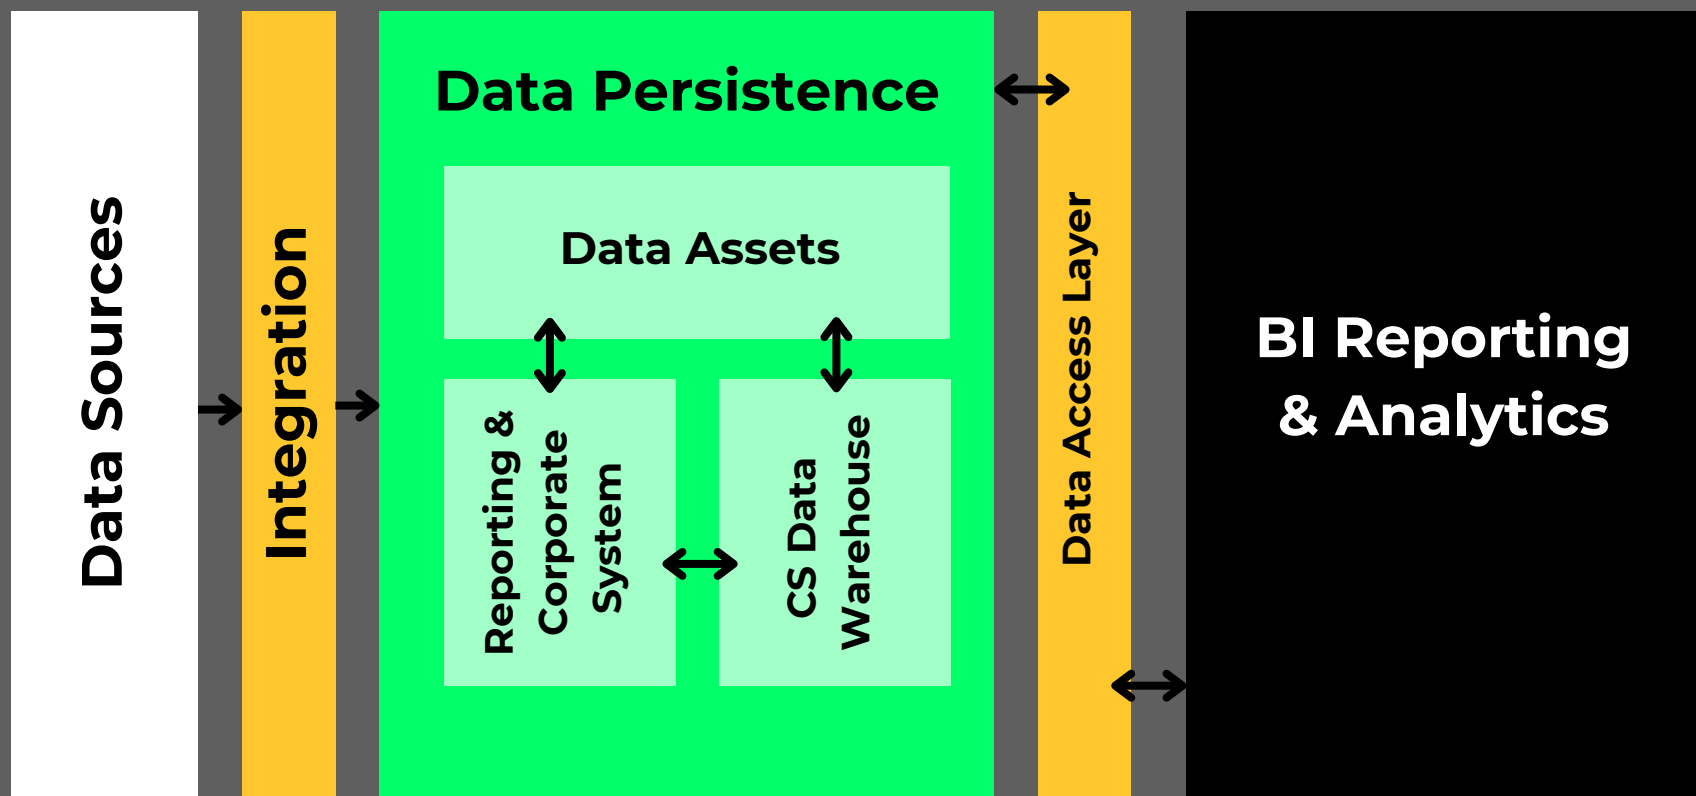 Data Sources
Integration
Data Persistence
Data Assets
Reporting &
Corporate
System
CS Data
Warehouse
Data Access Layer
BI Reporting
& Analytics